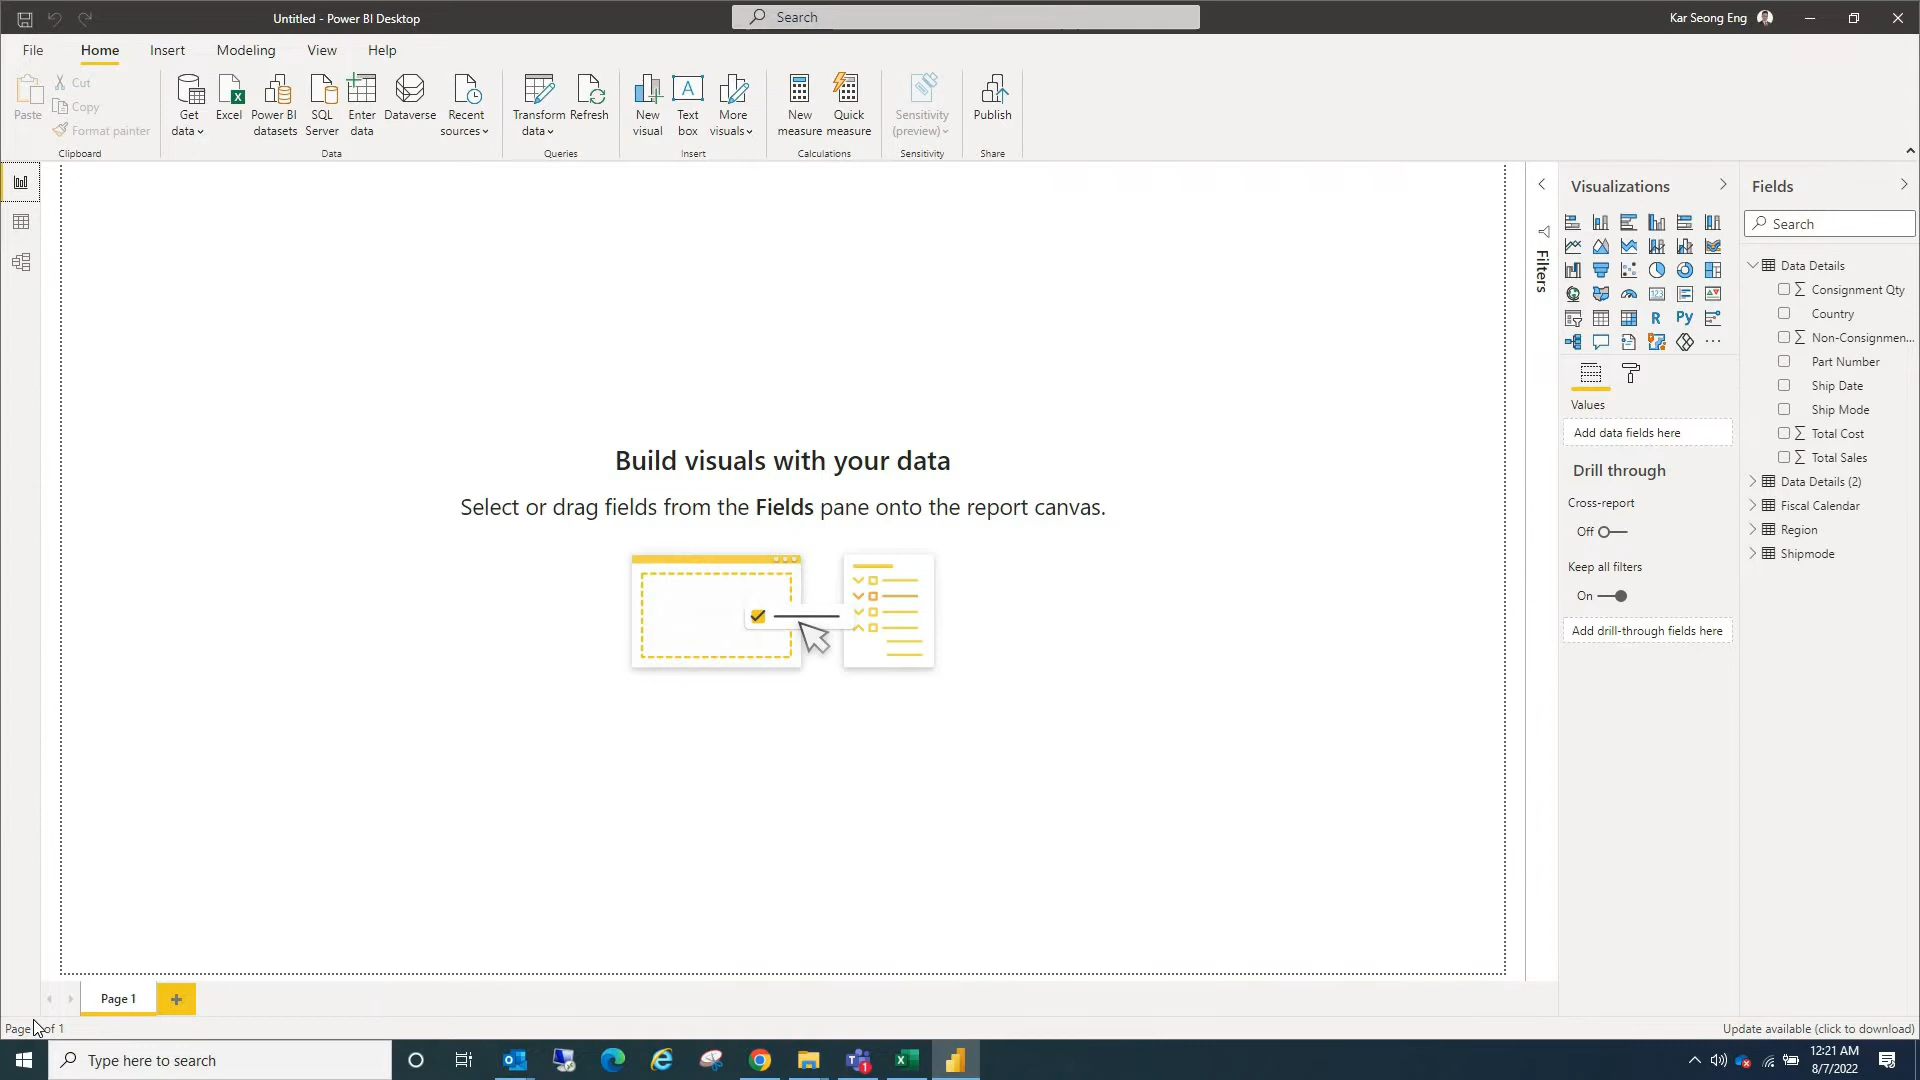 Untitled - Power BI Desktop
Search
Kar Seong Eng
File
Home
Insert
Modeling
View
Help
Paste
Cut
Copy
Format painter
Clipboard
Get
data
Excel
Power BI
datasets
SQL
Server
Enter
data
Dataverse
Recent
sources
Data
Transform
data
Refresh
Queries
New
visual
Text
box
More
visuals
Insert
New
measure
Quick
measure
Calculations
Sensitivity
(preview)
Sensitivity
Publish
Share
Build visuals with your data
Select or drag fields from the Fields pane onto the report canvas.
Filters
Visualizations
R
Py
123
Values
Add data fields here
Drill through
Cross-report
Off
Keep all filters
On
Add drill-through fields here
Fields
Search
Data Details
Consignment Qty
Country
Non-Consignmen...
Part Number
Ship Date
Ship Mode
Total Cost
Total Sales
Data Details (2)
Fiscal Calendar
Region
Shipmode
Page 1
Page of 1
Update available (click to download)
Type here to search
1
12:21 AM
8/7/2022